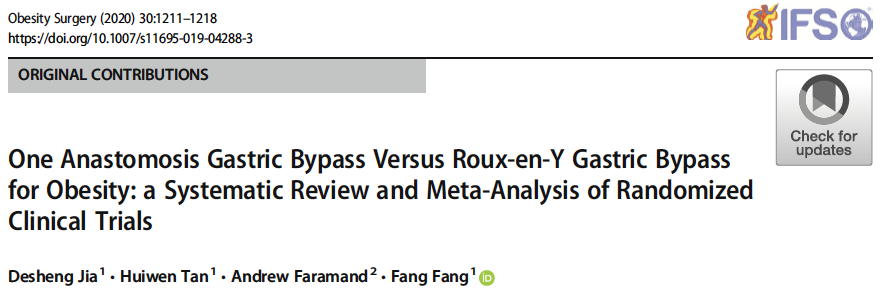 Obesity Surgery (2020) 30:1211–1218
https://doi.org/10.1007/s11695-019-04288-3
IFSO
ORIGINAL CONTRIBUTIONS
Check for
updates
One Anastomosis Gastric Bypass Versus Roux-en-Y Gastric Bypass
for Obesity: a Systematic Review and Meta-Analysis of Randomized
Clinical Trials
Desheng Jia1 · Huiwen Tan1 · Andrew Faramand2 · Fang Fang1 iD